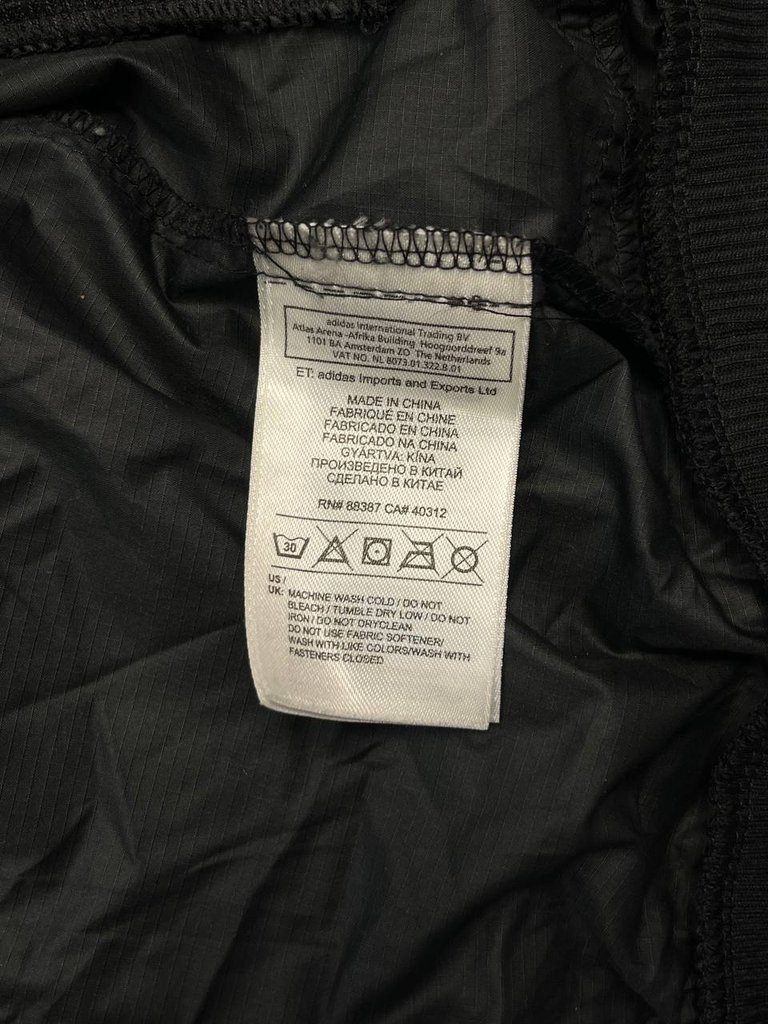 adidas International Trading BV
Atlas Arena -Afrika Building Hoogoorddreef 9a
1101 BA Amsterdam ZO The Netherlands
VAT NO. NL 8073.01.322.B.01
ET: adidas Imports and Exports Ltd
MADE IN CHINA
FABRIQUÉ EN CHINE
FABRICADO EN CHINA
FABRICADO NA CHINA
GYÁRTVA: KÍNA
ПРОИЗВЕДЕНО В КИТАЙ
СДЕЛАНО В КИТАЕ
RN# 88387 CA# 40312
30
US /
UK: MACHINE WASH COLD / DO NOT
BLEACH / TUMBLE DRY LOW / DO NOT
IRON / DO NOT DRYCLEAN
DO NOT USE FABRIC SOFTENER/
WASH WITH LIKE COLORS/WASH WITH
FASTENERS CLOSED